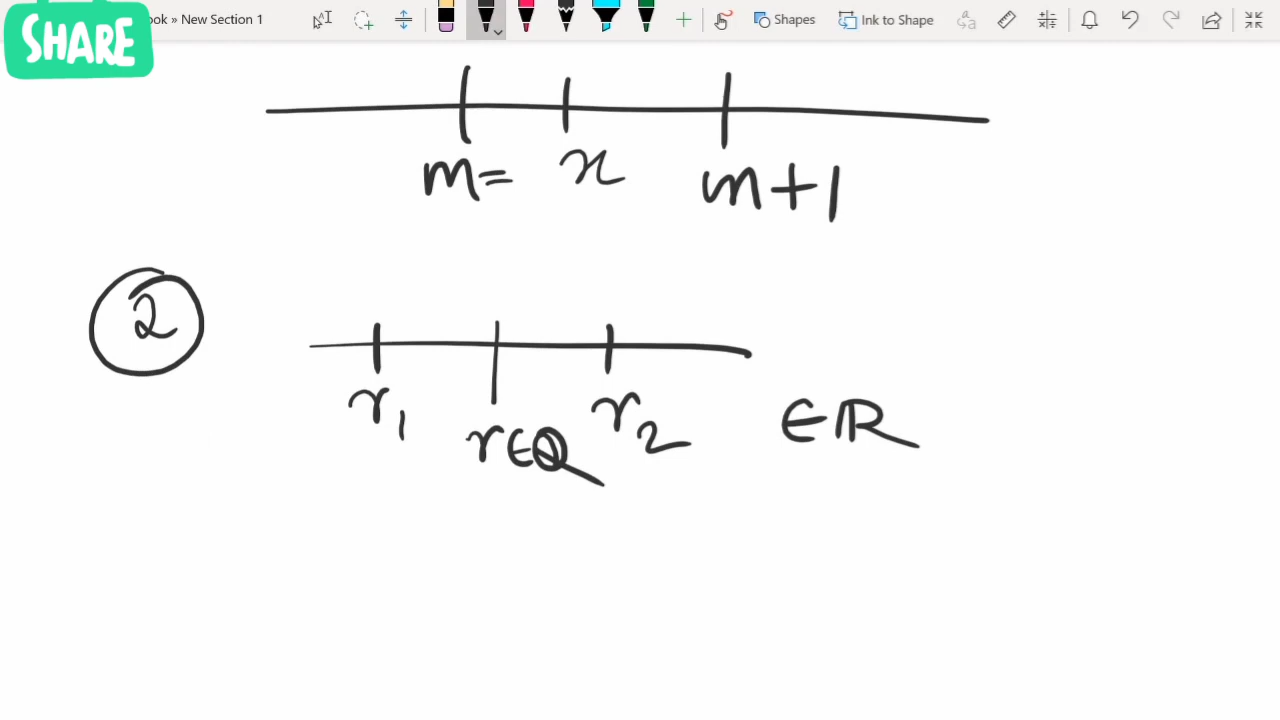 SHARE
ook » New Section 1
Shapes
Ink to Shape
m= x m+1
2
r₁ r∈ℚ r₂ ∈ℝ